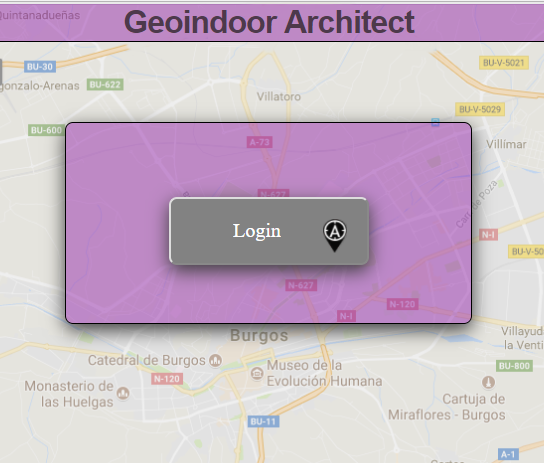 Quintanadueñas
Geoindoor Architect
BU-30
BU-V-5021
gonzalo-Arenas
BU-622
Villatoro
BU-V-5029
BU-600
A-73
Villímar
N-627
Car. de Poza
Login
A
N-I
BU-V-50
N-627
N-120
N-I
Burgos
Villayud
la Venti
Catedral de Burgos
Museo de la
Evolución Humana
BU-800
N-120
Monasterio de
las Huelgas
Cartuja de
Miraflores - Burgos
BU-11
A-1